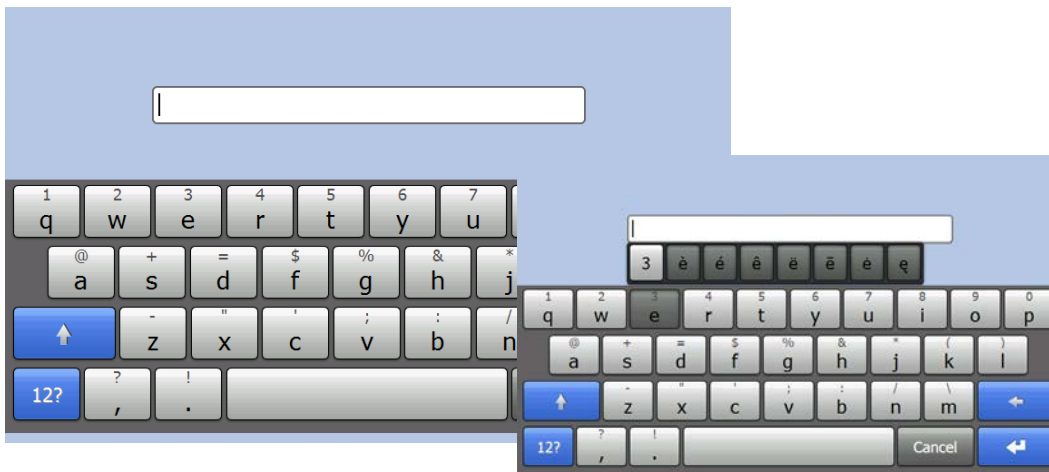 1 2 3 4 5 6 7
q w e r t y u
@ + = $ % & *
a s d f g h j
- " ' ; : /
z x c v b n
12? ? !
, .
3 è é ê ë ē ė ę
1 2 3 4 5 6 7 8 9 0
q w e r t y u i o p
@ + = $ % & * ( )
a s d f g h j k l
- " ' ; : / \
z x c v b n m
12? ? ! Cancel
, .